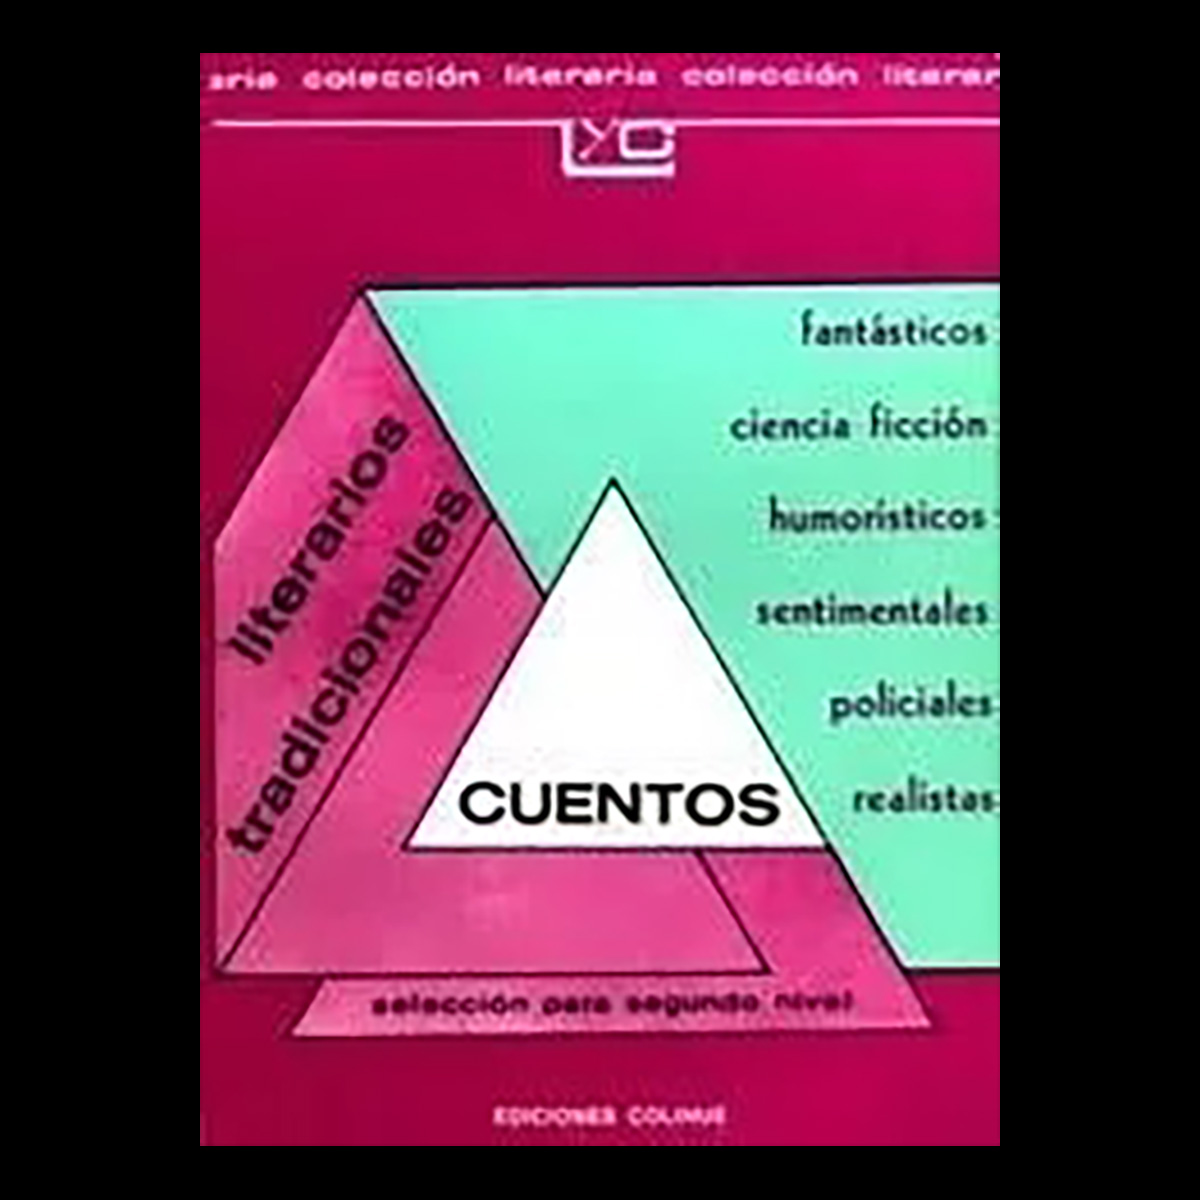 aria colección literaria colección literar
LYC
fantásticos
ciencia ficción
humorísticos
sentimentales
policiales
realistas
literarios
tradicionales
CUENTOS
selección para segundo nivel
EDICIONES COLIHUE